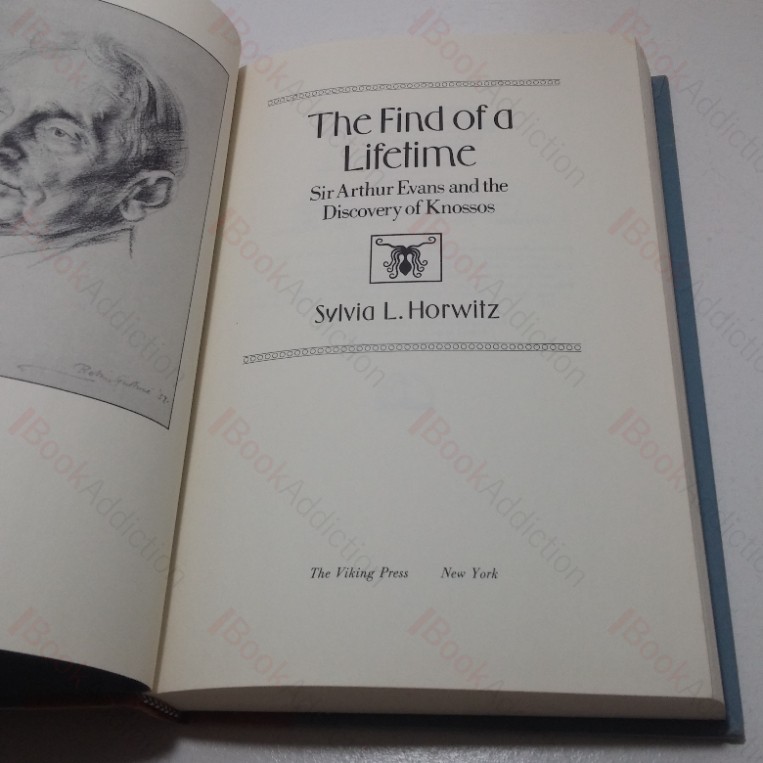 The Find of a
Lifetime
Sir Arthur Evans and the
Discovery of Knossos
Sylvia L. Horwitz
The Viking Press New York
BookAddiction